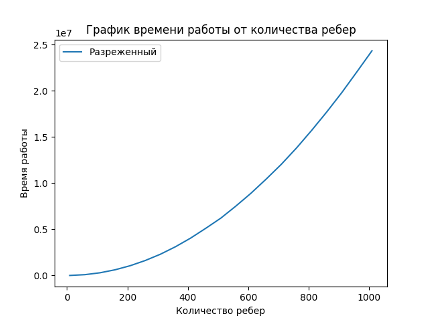 График времени работы от количества ребер
1e7
Разреженный
2.5
2.0
1.5
1.0
0.5
0.0
Время работы
0 200 400 600 800 1000
Количество ребер